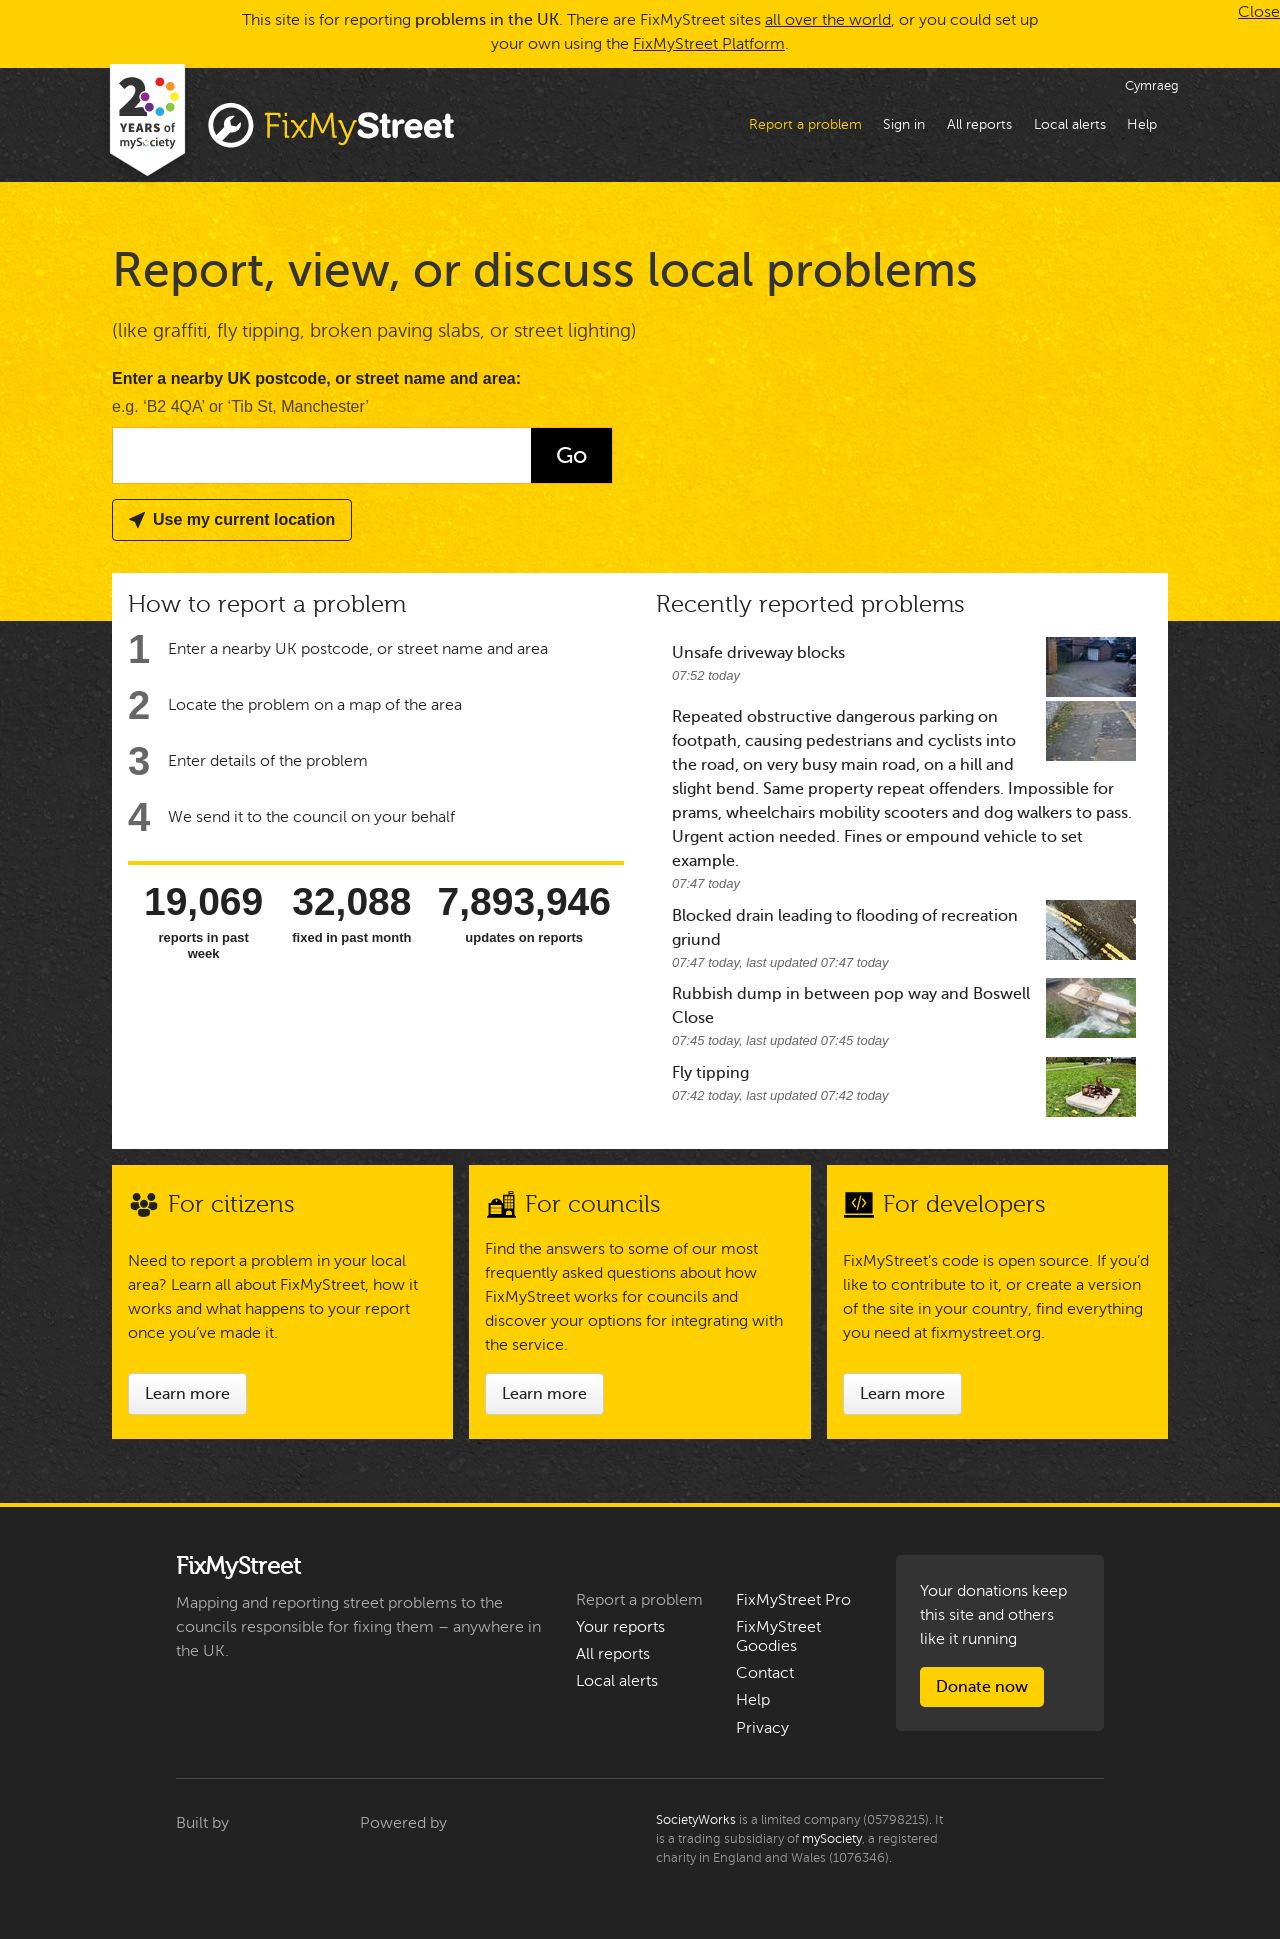 This site is for reporting problems in the UK. There are FixMyStreet sites all over the world, or you could set up
your own using the FixMyStreet Platform.
Close
20
YEARS of
mySociety
FixMyStreet
Cymraeg
Report a problem
Sign in
All reports
Local alerts
Help
Report, view, or discuss local problems
(like graffiti, fly tipping, broken paving slabs, or street lighting)
Enter a nearby UK postcode, or street name and area:
e.g. ‘B2 4QA’ or ‘Tib St, Manchester’
Go
Use my current location
How to report a problem
1 Enter a nearby UK postcode, or street name and area
2 Locate the problem on a map of the area
3 Enter details of the problem
4 We send it to the council on your behalf
19,069
reports in past
week
32,088
fixed in past month
7,893,946
updates on reports
Recently reported problems
Unsafe driveway blocks
07:52 today
Repeated obstructive dangerous parking on
footpath, causing pedestrians and cyclists into
the road, on very busy main road, on a hill and
slight bend. Same property repeat offenders. Impossible for
prams, wheelchairs mobility scooters and dog walkers to pass.
Urgent action needed. Fines or empound vehicle to set
example.
07:47 today
Blocked drain leading to flooding of recreation
griund
07:47 today, last updated 07:47 today
Rubbish dump in between pop way and Boswell
Close
07:45 today, last updated 07:45 today
Fly tipping
07:42 today, last updated 07:42 today
For citizens
Need to report a problem in your local
area? Learn all about FixMyStreet, how it
works and what happens to your report
once you’ve made it.
Learn more
For councils
Find the answers to some of our most
frequently asked questions about how
FixMyStreet works for councils and
discover your options for integrating with
the service.
Learn more
For developers
FixMyStreet’s code is open source. If you’d
like to contribute to it, or create a version
of the site in your country, find everything
you need at fixmystreet.org.
Learn more
FixMyStreet
Mapping and reporting street problems to the
councils responsible for fixing them – anywhere in
the UK.
Report a problem
Your reports
All reports
Local alerts
FixMyStreet Pro
FixMyStreet
Goodies
Contact
Help
Privacy
Your donations keep
this site and others
like it running
Donate now
Built by
Powered by
SocietyWorks is a limited company (05798215). It
is a trading subsidiary of mySociety, a registered
charity in England and Wales (1076346).